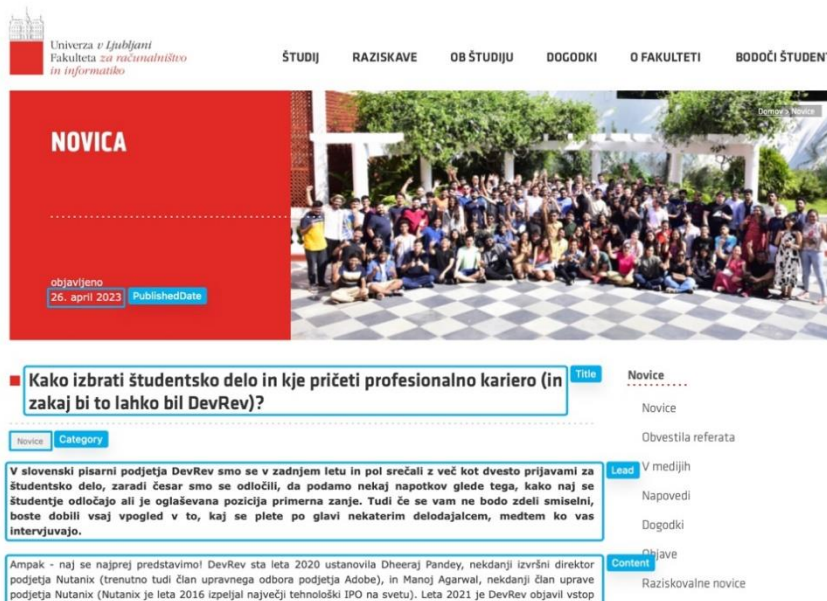 Univerza v Ljubljani
Fakulteta za računalništvo
in informatiko
ŠTUDIJ RAZISKAVE OB ŠTUDIJU DOGODKI O FAKULTETI BODOČI ŠTUDENT
Domov > Novice
NOVICA
objavljeno
26. april 2023 PublishedDate
Kako izbrati študentsko delo in kje pričeti profesionalno kariero (in Title
zakaj bi to lahko bil DevRev)?
Novice Category
V slovenski pisarni podjetja DevRev smo se v zadnjem letu in pol srečali z več kot dvesto prijavami za Lead
študentsko delo, zaradi česar smo se odločili, da podamo nekaj napotkov glede tega, kako naj se
študentje odločajo ali je oglaševana pozicija primerna zanje. Tudi če se vam ne bodo zdeli smiselni,
boste dobili vsaj vpogled v to, kaj se plete po glavi nekaterim delodajalcem, medtem ko vas
intervjuvajo.
Ampak - naj se najprej predstavimo! DevRev sta leta 2020 ustanovila Dheeraj Pandey, nekdanji izvršni direktor Content
podjetja Nutanix (trenutno tudi član upravnega odbora podjetja Adobe), in Manoj Agarwal, nekdanji član uprave
podjetja Nutanix (Nutanix je leta 2016 izpeljal največji tehnološki IPO na svetu). Leta 2021 je DevRev objavil vstop
Novice
Novice
Obvestila referata
V medijih
Napovedi
Dogodki
Objave
Raziskovalne novice